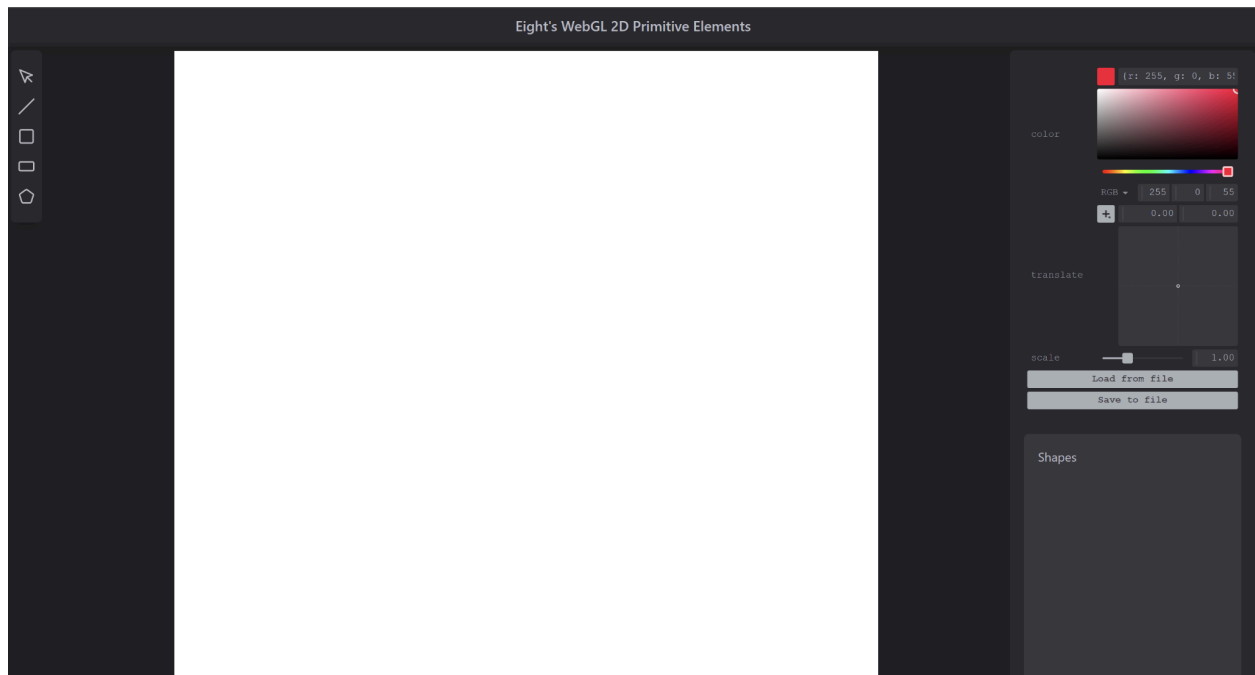 Eight's WebGL 2D Primitive Elements
{r: 255, g: 0, b: 5
color
RGB 255 0 55
0.00 0.00
translate
scale 1.00
Load from file
Save to file
Shapes